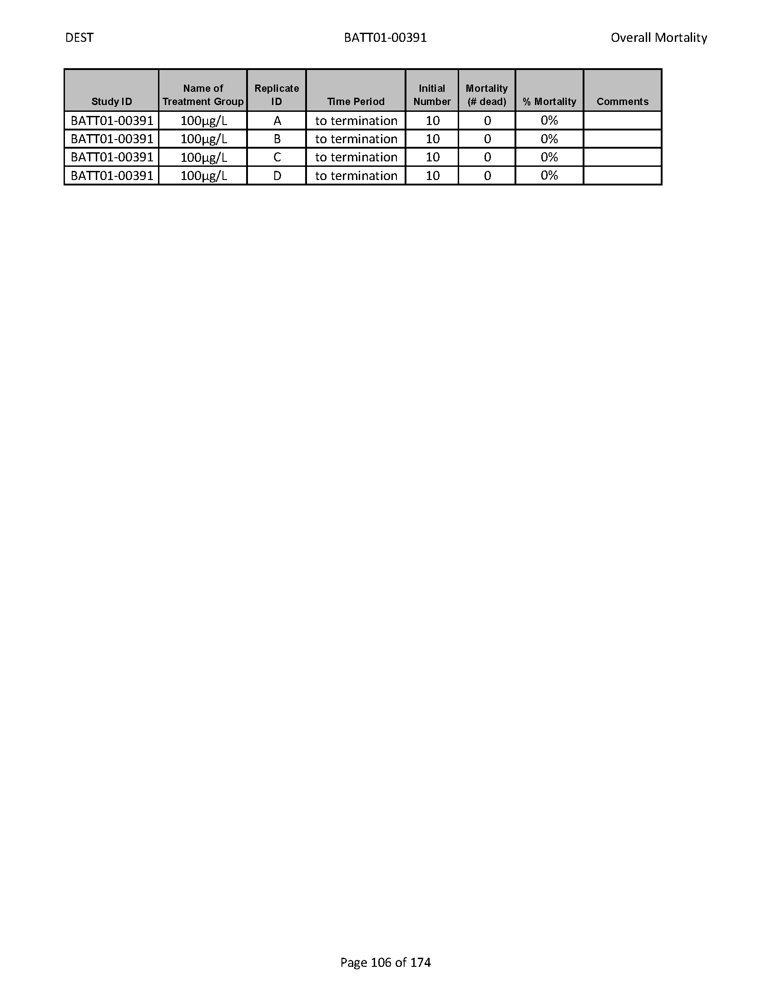 DEST BATT01-00391 Overall Mortality
Study ID Name of Treatment Group Replicate ID Time Period Initial Number Mortality (# dead) % Mortality Comments
BATT01-00391 100µg/L A to termination 10 0 0%
BATT01-00391 100µg/L B to termination 10 0 0%
BATT01-00391 100µg/L C to termination 10 0 0%
BATT01-00391 100µg/L D to termination 10 0 0%
Page 106 of 174